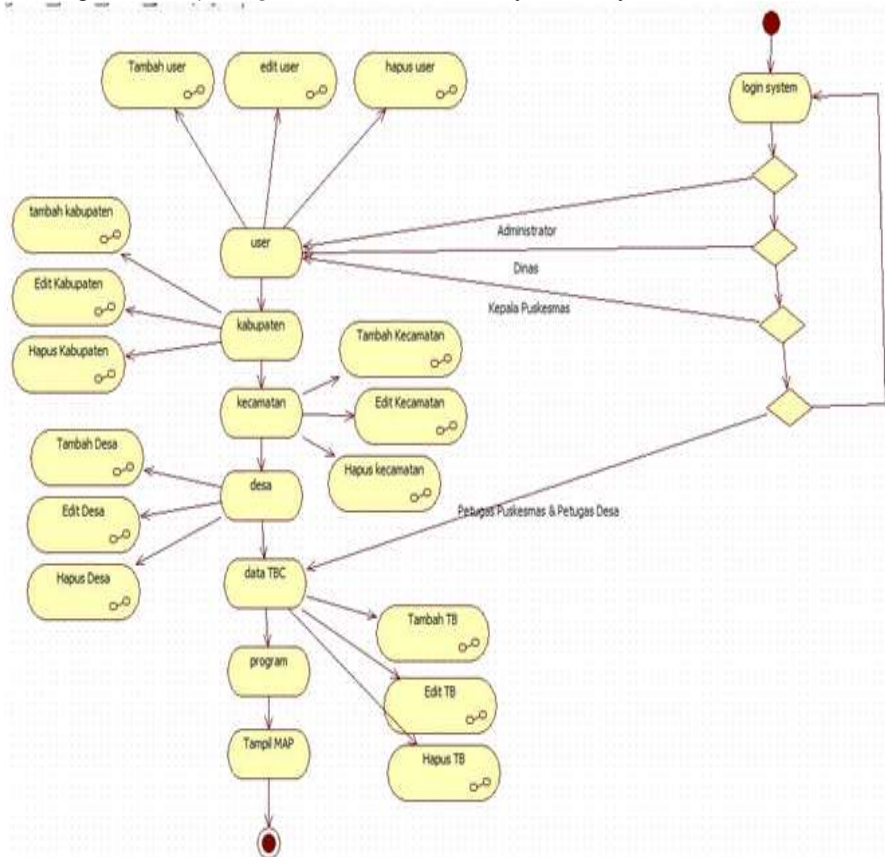 Tambah user
edit user
hapus user
login system
tambah kabupaten
user
Administrator
Dinas
Edit Kabupaten
Kepala Puskesmas
kabupaten
Hapus Kabupaten
Tambah Kecamatan
kecamatan
Edit Kecamatan
Tambah Desa
Hapus kecamatan
desa
Edit Desa
Petugas Puskesmas & Petugas Desa
Hapus Desa
data TBC
Tambah TB
program
Edit TB
Tampil MAP
Hapus TB